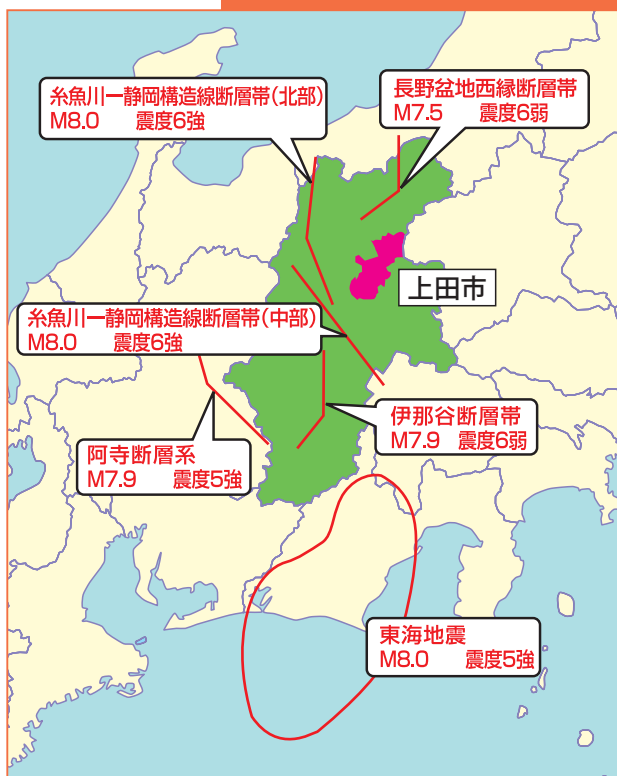 糸魚川ー静岡構造線断層帯(北部)
M8.0 震度6強
長野盆地西縁断層帯
M7.5 震度6弱
上田市
糸魚川ー静岡構造線断層帯(中部)
M8.0 震度6強
伊那谷断層帯
M7.9 震度6弱
阿寺断層系
M7.9 震度5強
東海地震
M8.0 震度5強